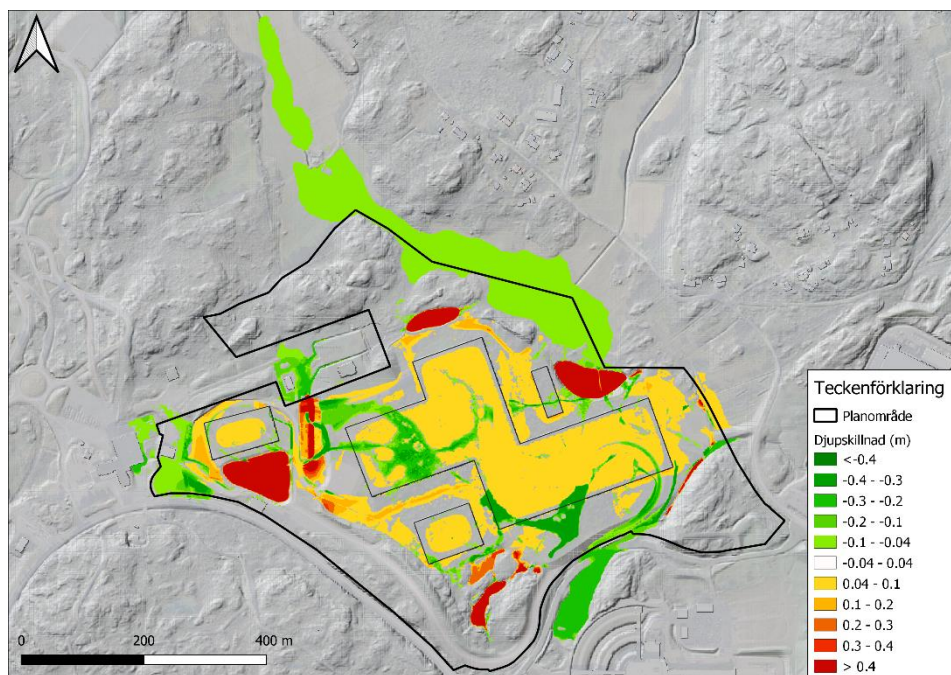 Teckenförklaring
Planområde
Djupskillnad (m)
<-0.4
-0.4 - -0.3
-0.3 - -0.2
-0.2 - -0.1
-0.1 - -0.04
-0.04 - 0.04
0.04 - 0.1
0.1 - 0.2
0.2 - 0.3
0.3 - 0.4
> 0.4
0 200 400 m